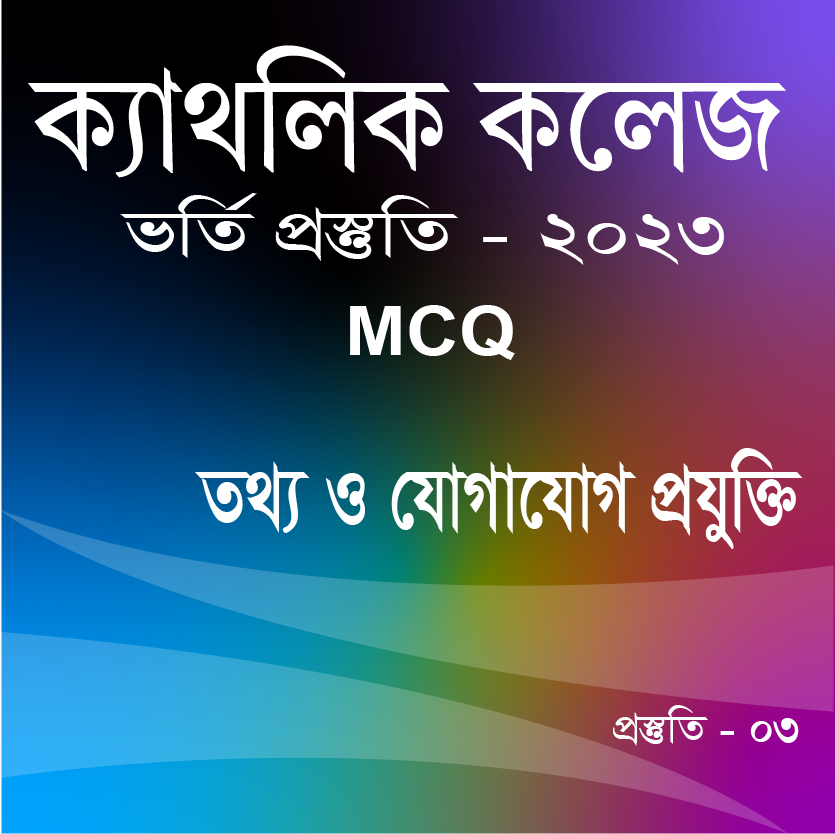 ক্যাথলিক কলেজ
ভর্তি প্রস্তুতি - ২০২৩
MCQ
তথ্য ও যোগাযোগ প্রযুক্তি
প্রস্তুতি - ০৩